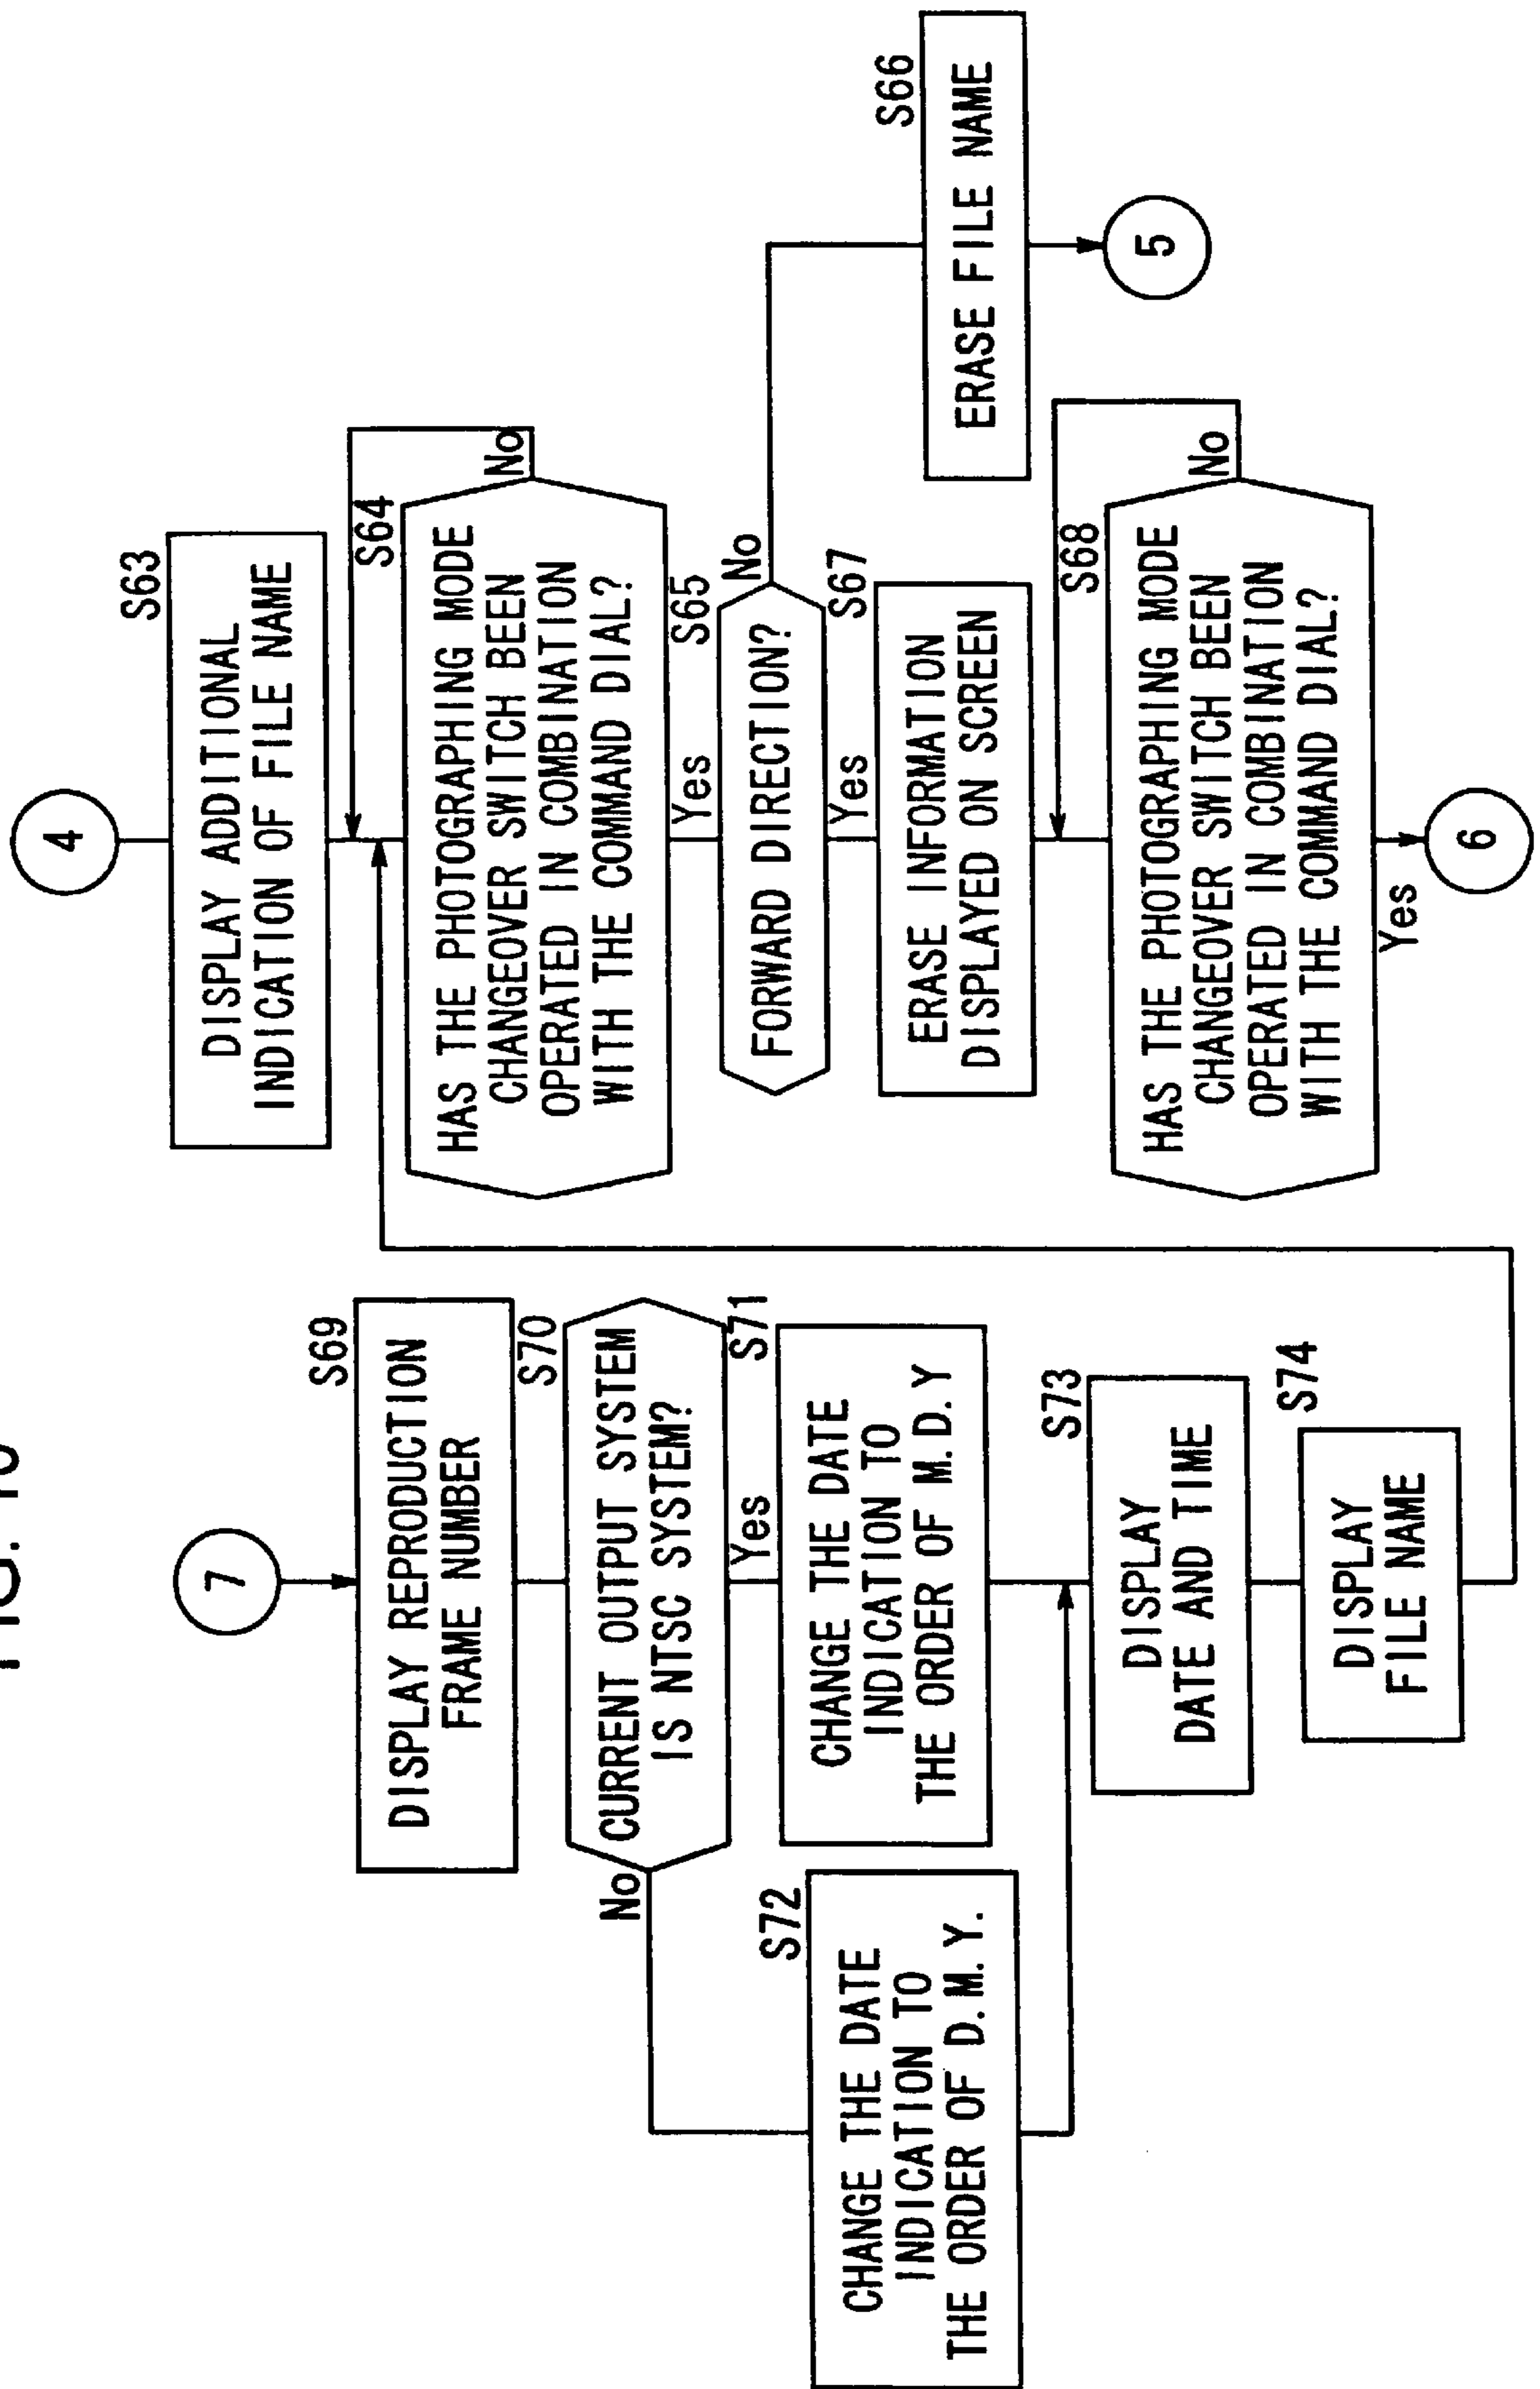 7
S69
DISPLAY REPRODUCTION
FRAME NUMBER
S70
CURRENT OUTPUT SYSTEM
IS NTSC SYSTEM?
No
Yes
S71
CHANGE THE DATE
INDICATION TO
THE ORDER OF M.D.Y
S72
CHANGE THE DATE
INDICATION TO
THE ORDER OF D.M.Y.
S73
DISPLAY
DATE AND TIME
S74
DISPLAY
FILE NAME
4
S63
DISPLAY ADDITIONAL
INDICATION OF FILE NAME
S64
HAS THE PHOTOGRAPHING MODE
CHANGEOVER SWITCH BEEN
OPERATED IN COMBINATION
WITH THE COMMAND DIAL?
No
Yes
S65
FORWARD DIRECTION?
No
Yes
S66
ERASE FILE NAME
5
S67
ERASE INFORMATION
DISPLAYED ON SCREEN
S68
HAS THE PHOTOGRAPHING MODE
CHANGEOVER SWITCH BEEN
OPERATED IN COMBINATION
WITH THE COMMAND DIAL?
No
Yes
6